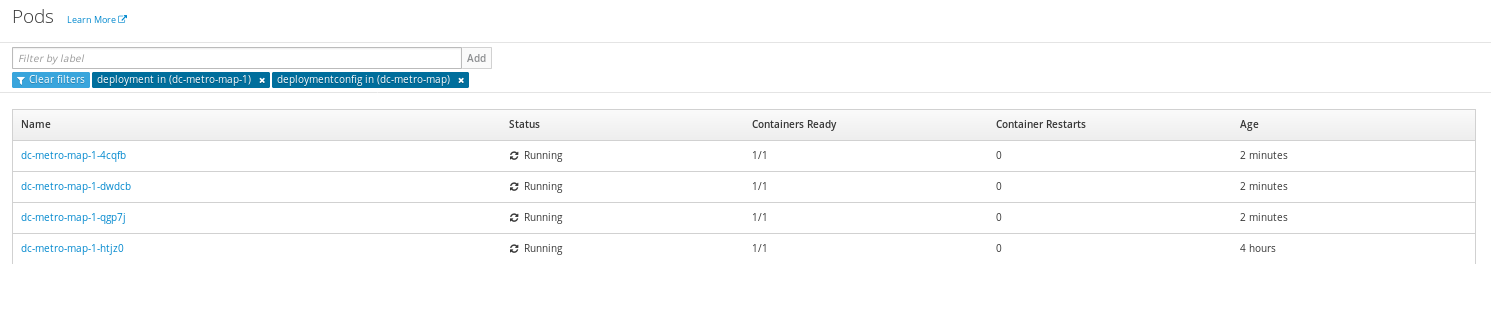 Pods Learn More
Filter by label Add
Clear filters deployment in (dc-metro-map-1) × deploymentconfig in (dc-metro-map) ×
Name Status Containers Ready Container Restarts Age
dc-metro-map-1-4cqfb Running 1/1 0 2 minutes
dc-metro-map-1-dwdcb Running 1/1 0 2 minutes
dc-metro-map-1-qgp7j Running 1/1 0 2 minutes
dc-metro-map-1-htjz0 Running 1/1 0 4 hours